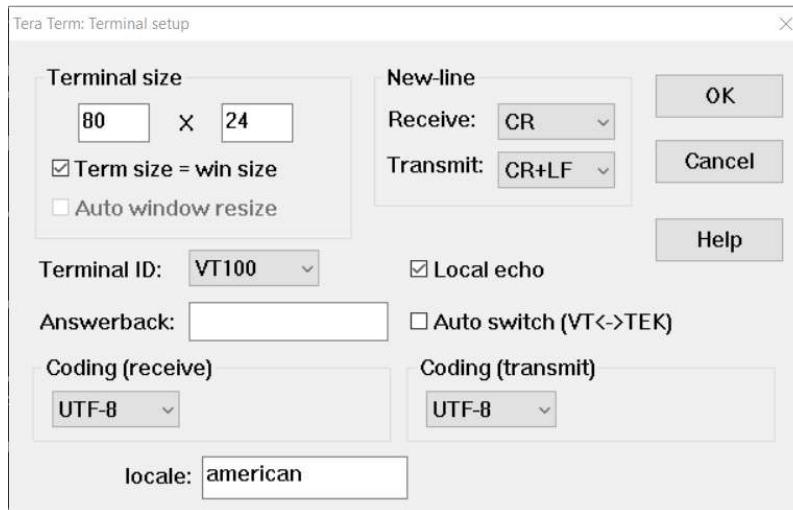 Tera Term: Terminal setup
Terminal size
80 X 24
Term size = win size
Auto window resize
New-line
Receive: CR
Transmit: CR+LF
OK
Cancel
Help
Terminal ID: VT100
Local echo
Answerback:
Auto switch (VT<->TEK)
Coding (receive)
UTF-8
Coding (transmit)
UTF-8
locale: american